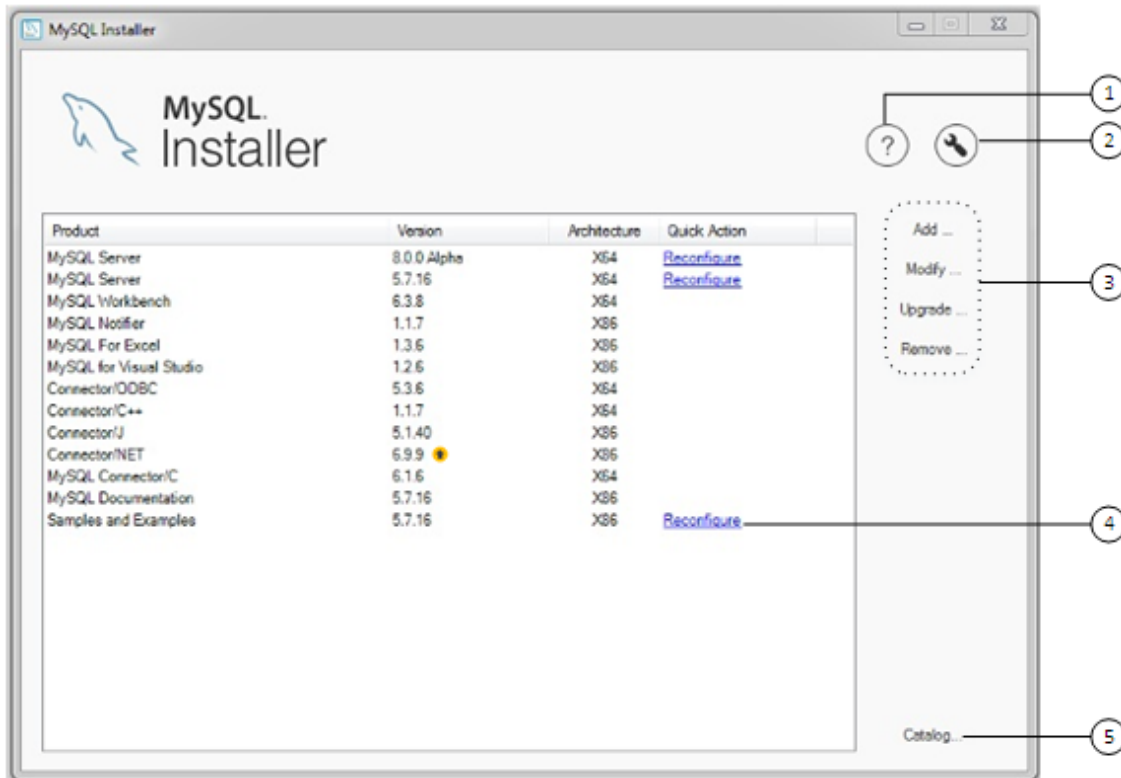 MySQL Installer
MySQL.
Installer
?
1
2
Product Version Architecture Quick Action
MySQL Server 8.0.0 Alpha X64 Reconfigure
MySQL Server 5.7.16 X64 Reconfigure
MySQL Workbench 6.3.8 X64
MySQL Notifier 1.1.7 X86
MySQL For Excel 1.3.6 X86
MySQL for Visual Studio 1.2.6 X86
Connector/ODBC 5.3.6 X64
Connector/C++ 1.1.7 X64
Connector/J 5.1.40 X86
Connector/NET 6.9.9 X86
MySQL Connector/C 6.1.6 X64
MySQL Documentation 5.7.16 X86
Samples and Examples 5.7.16 X86 Reconfigure
Add ...
Modify ...
Upgrade ...
Remove ...
3
4
Catalog...
5